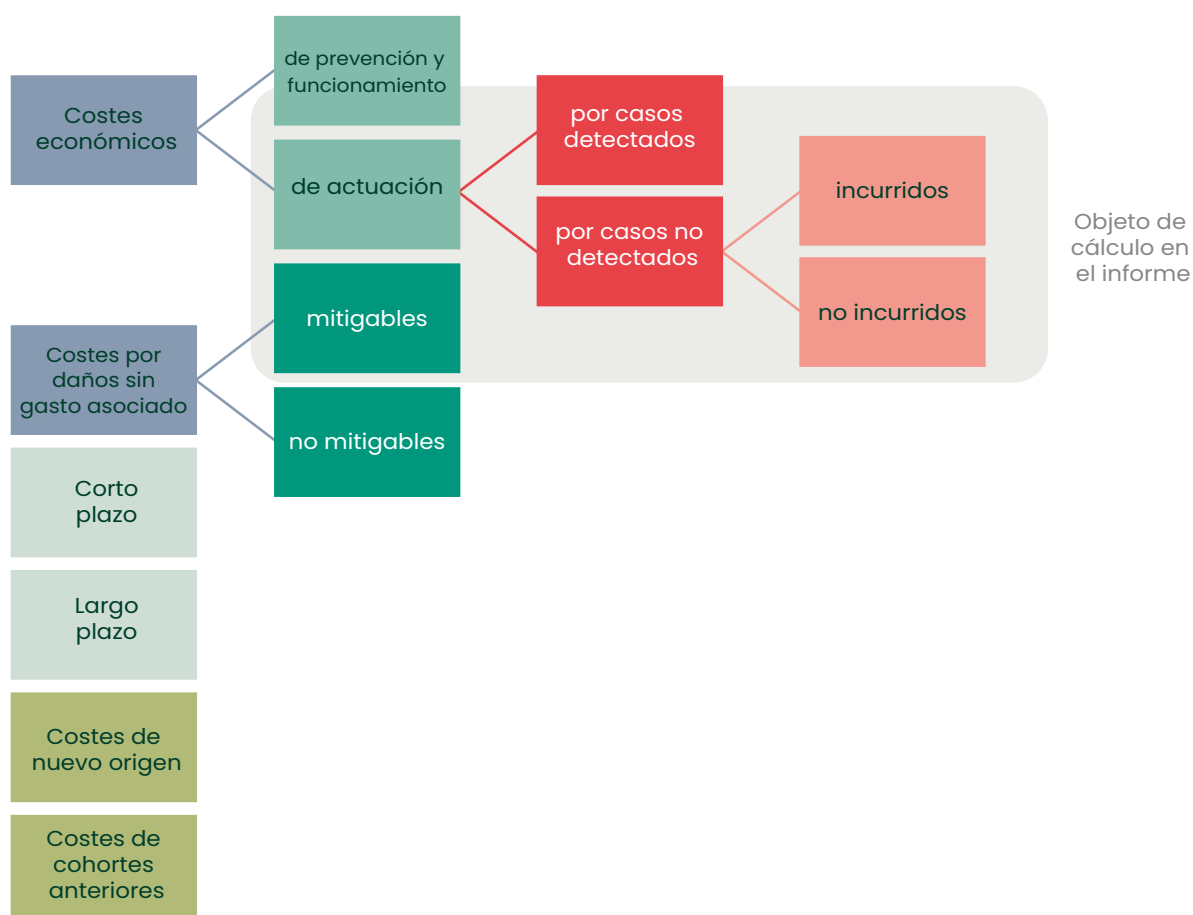 Costes
económicos
de prevención y
funcionamiento
de actuación
por casos
detectados
por casos no
detectados
incurridos
no incurridos
Objeto de
cálculo en
el informe
Costes por
daños sin
gasto asociado
mitigables
no mitigables
Corto
plazo
Largo
plazo
Costes de
nuevo origen
Costes de
cohortes
anteriores